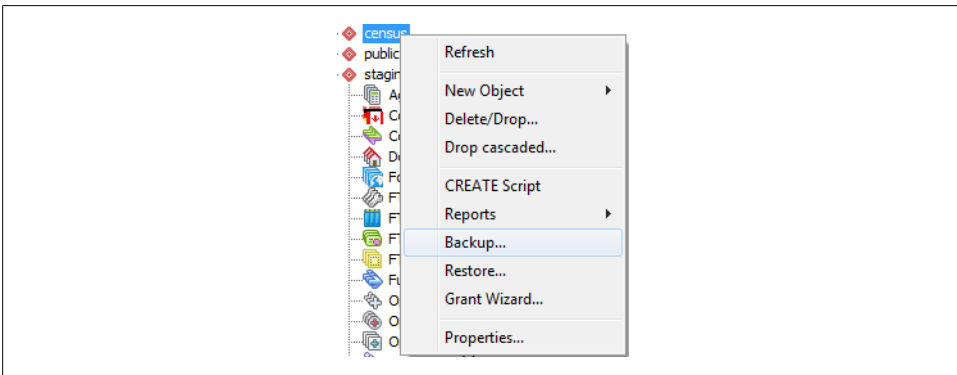 census
public
Refresh
New Object
Delete/Drop...
Drop cascaded...
CREATE Script
Reports
Backup...
Restore...
Grant Wizard...
Properties...